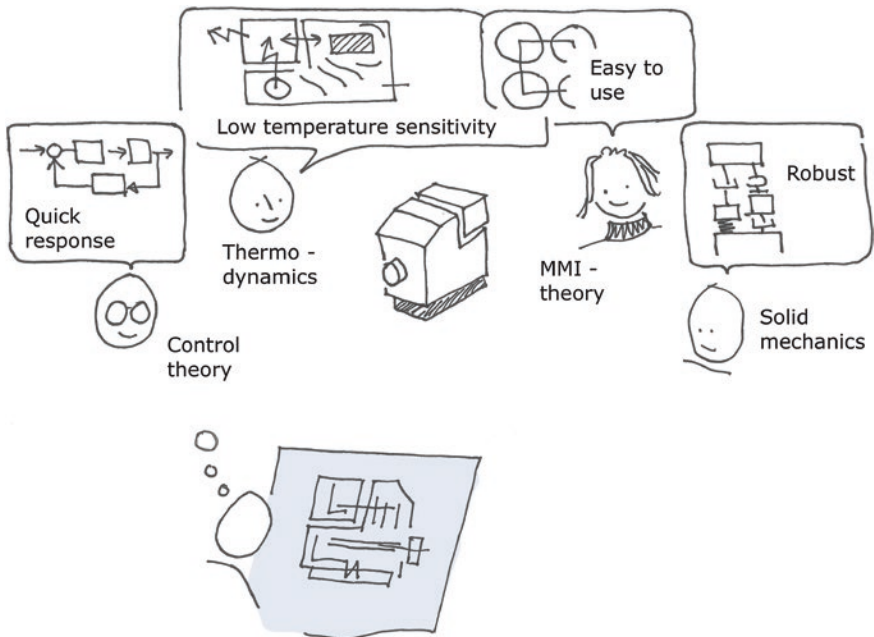 Low temperature sensitivity
Easy to
use
Quick
response
Robust
Thermo -
dynamics
MMI -
theory
Control
theory
Solid
mechanics